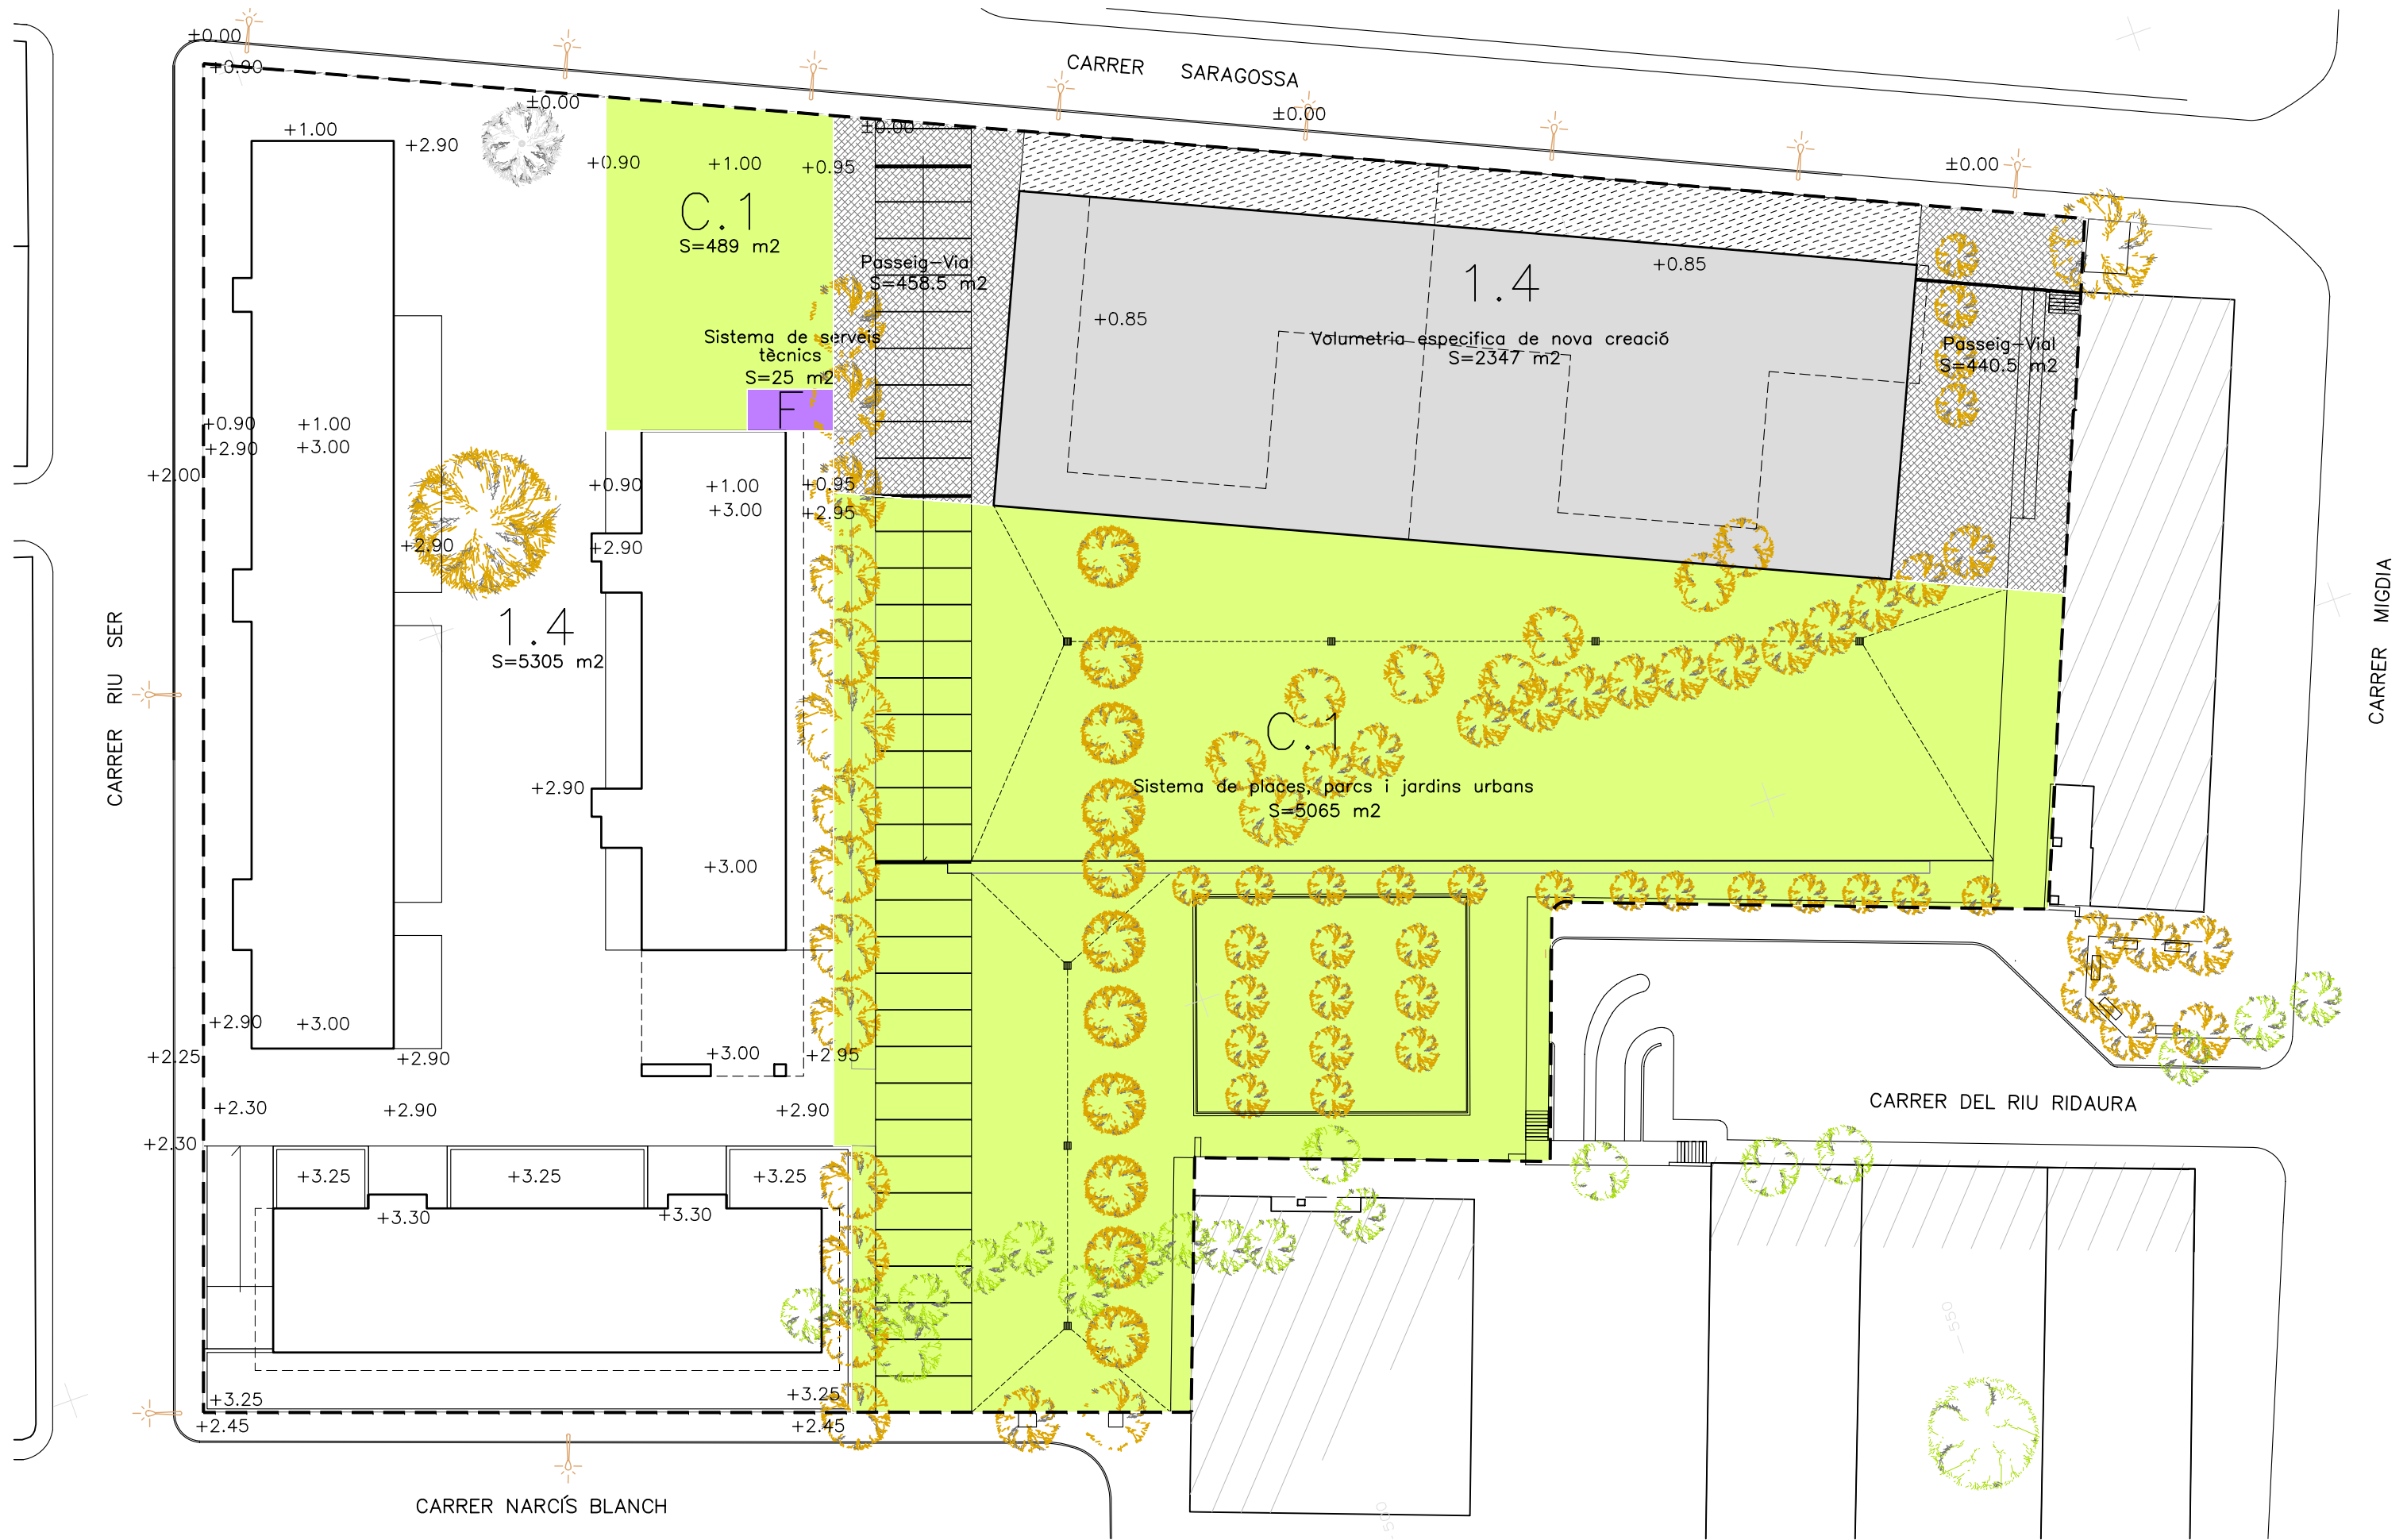 ±0.00
+0.90
CARRER SARAGOSSA
±0.00
±0.00
±0.00
±0.00
+1.00
+2.90
+0.90
+1.00
+0.95
C.1
S=489 m2
Passeig-Vial
S=458.5 m2
1.4
+0.85
+0.85
Volumetria especifica de nova creació
S=2347 m2
Passeig-Vial
S=440.5 m2
Sistema de serveis
tècnics
S=25 m2
F
+0.90
+2.90
+1.00
+3.00
+2.00
+0.90
+1.00
+3.00
+0.95
+2.95
+2.90
+2.90
CARRER RIU SER
1.4
S=5305 m2
CARRER MIGDIA
C.1
Sistema de places, parcs i jardins urbans
S=5065 m2
+2.90
+3.00
+2.90
+3.00
+2.90
+2.25
+3.00
+2.95
+2.30
+2.90
+2.90
+2.30
CARRER DEL RIU RIDAURA
+3.25
+3.25
+3.25
+3.30
+3.30
+3.25
+3.25
+2.45
+2.45
550
50
CARRER NARCÍS BLANCH